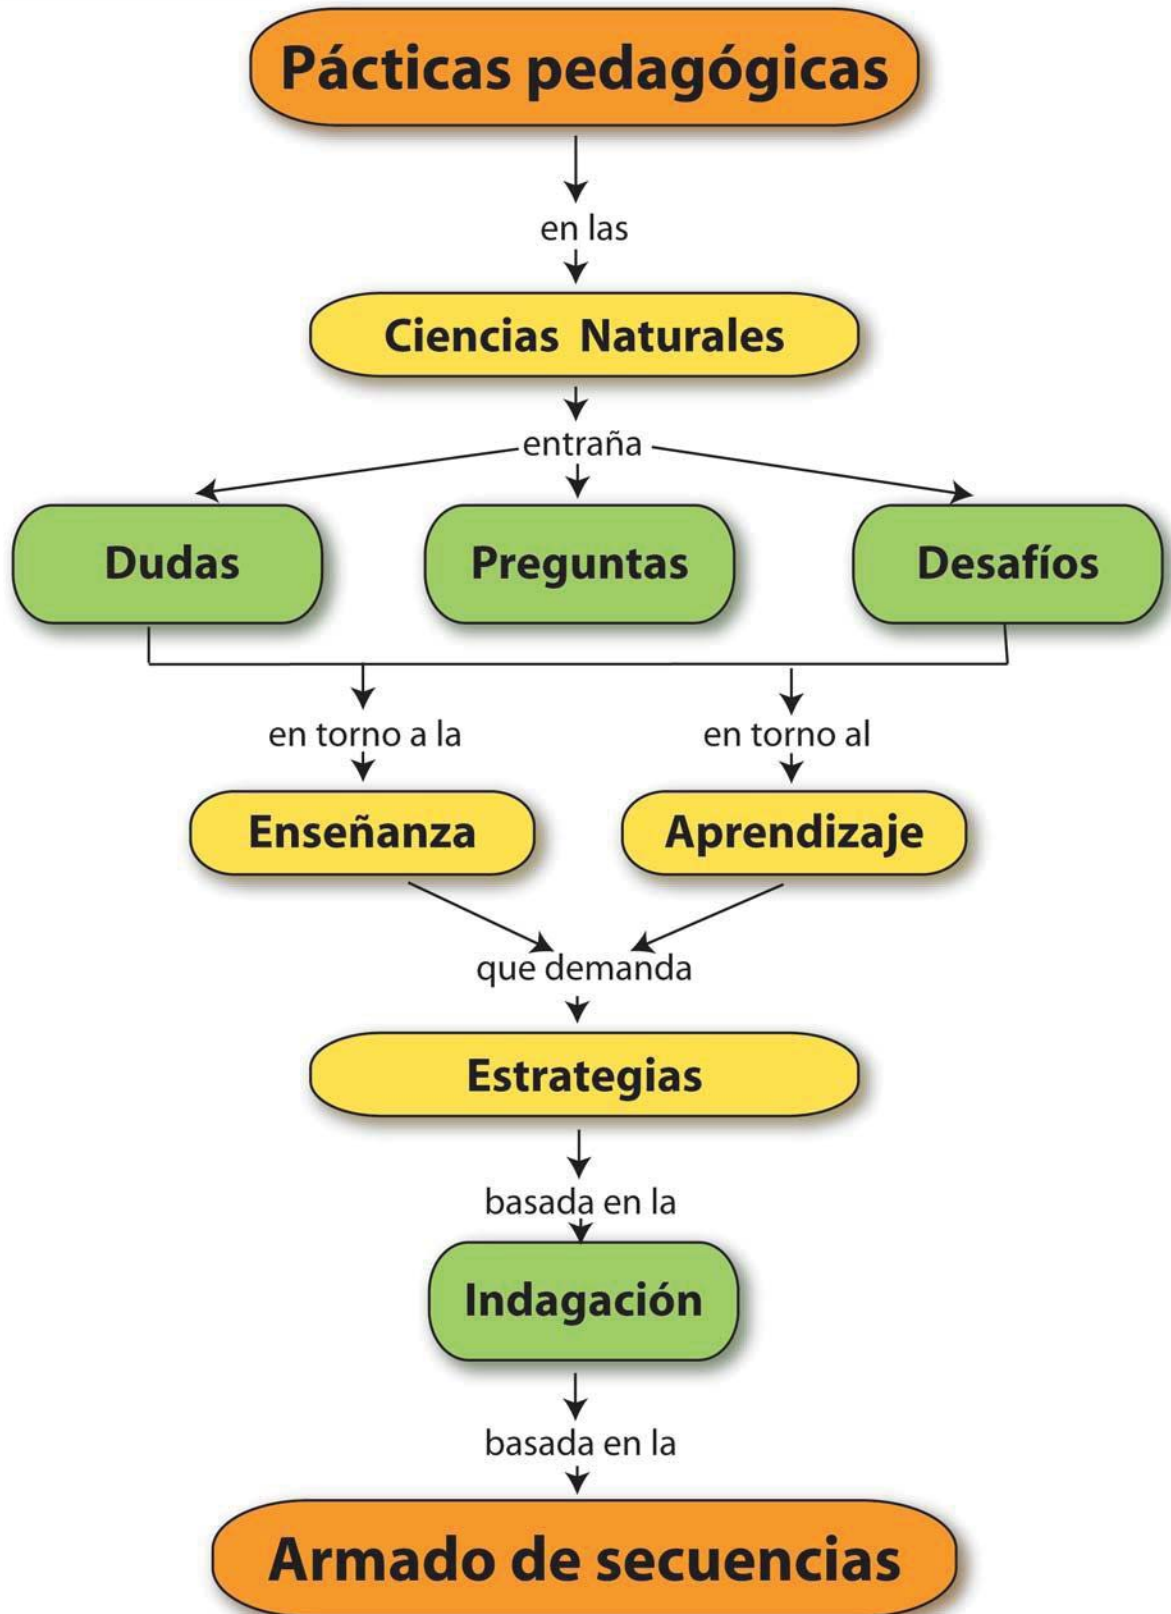 Pácticas pedagógicas
en las
Ciencias Naturales
entraña
Dudas
Preguntas
Desafíos
en torno a la
en torno al
Enseñanza
Aprendizaje
que demanda
Estrategias
basada en la
Indagación
basada en la
Armado de secuencias